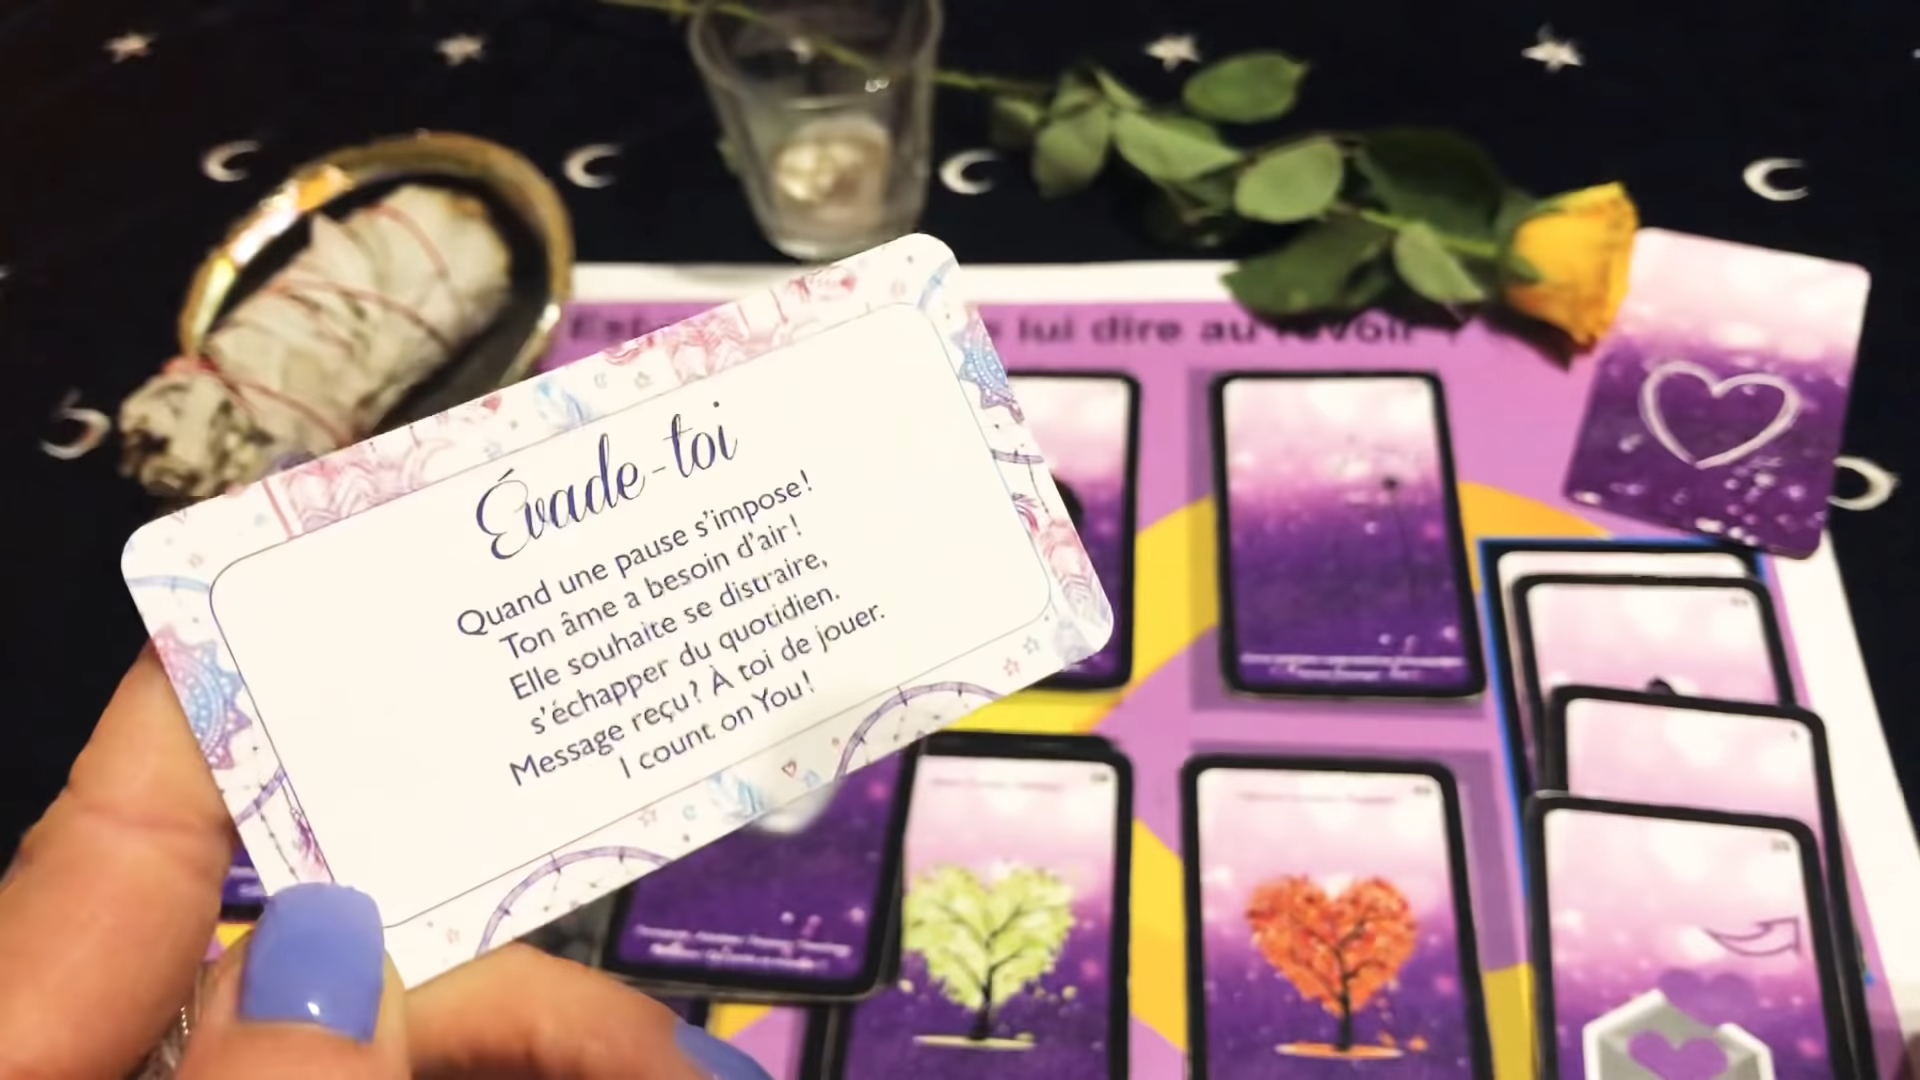 lui dire au revoir ?
Évade-toi
Quand une pause s'impose!
Ton âme a besoin d'air!
Elle souhaite se distraire,
s'échapper du quotidien.
Message reçu? À toi de jouer.
I count on You!